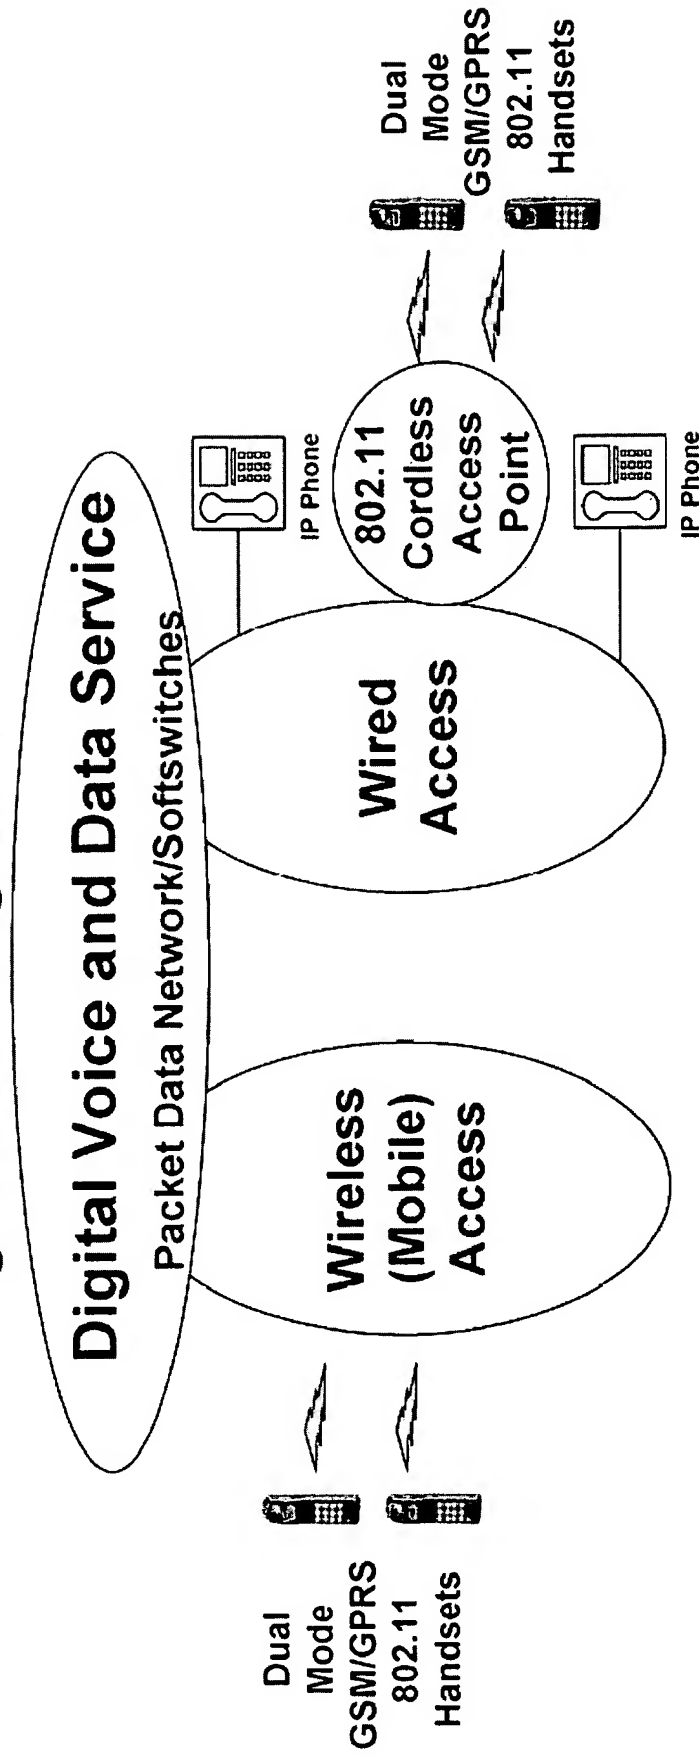 Digital Voice and Data Service
Packet Data Network/Softswitches
Dual
Mode
GSM/GPRS
802.11
Handsets
Wireless
(Mobile)
Access
Wired
Access
IP Phone
802.11
Cordless
Access
Point
IP Phone
Dual
Mode
GSM/GPRS
802.11
Handsets